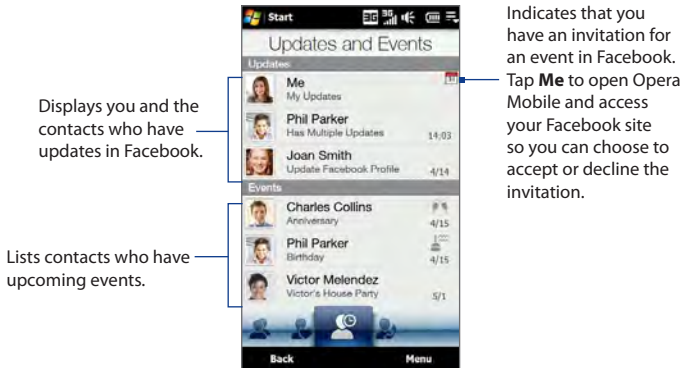 Start
Updates and Events
Updates
Me
My Updates
Phil Parker
Has Multiple Updates 14:03
Joan Smith
Update Facebook Profile 4/14
Events
Charles Collins
Anniversary 4/15
Phil Parker
Birthday 4/15
Victor Melendez
Victor's House Party 5/1
Back Menu
Displays you and the
contacts who have
updates in Facebook.
Lists contacts who have
upcoming events.
Indicates that you
have an invitation for
an event in Facebook.
Tap Me to open Opera
Mobile and access
your Facebook site
so you can choose to
accept or decline the
invitation.